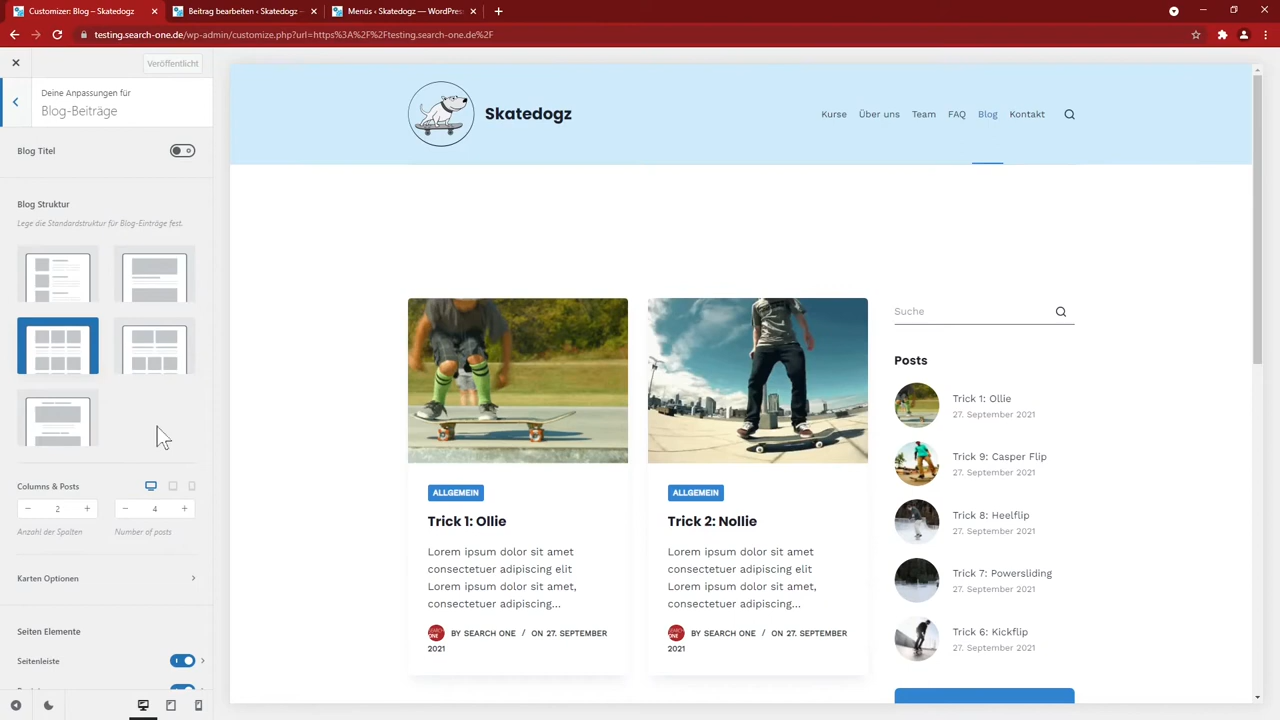 Customizer: Blog – Skatedogz
Beitrag bearbeiten ‹ Skatedogz –
Menüs ‹ Skatedogz — WordPress
testing.search-one.de/wp-admin/customize.php?url=https%3A%2F%2Ftesting.search-one.de%2F
Veröffentlicht
Deine Anpassungen für
Blog-Beiträge
Blog Titel
Blog Struktur
Lege die Standardstruktur für Blog-Einträge fest.
Columns & Posts
− 2 +
− 4 +
Anzahl der Spalten
Number of posts
Karten Optionen
Seiten Elemente
Seitenleiste
Skatedogz
Kurse Über uns Team FAQ Blog Kontakt
ALLGEMEIN
Trick 1: Ollie
Lorem ipsum dolor sit amet
consectetuer adipiscing elit
Lorem ipsum dolor sit amet,
consectetuer adipiscing…
BY SEARCH ONE / ON 27. SEPTEMBER
2021
ALLGEMEIN
Trick 2: Nollie
Lorem ipsum dolor sit amet
consectetuer adipiscing elit
Lorem ipsum dolor sit amet,
consectetuer adipiscing…
BY SEARCH ONE / ON 27. SEPTEMBER
2021
Suche
Posts
Trick 1: Ollie
27. September 2021
Trick 9: Casper Flip
27. September 2021
Trick 8: Heelflip
27. September 2021
Trick 7: Powersliding
27. September 2021
Trick 6: Kickflip
27. September 2021